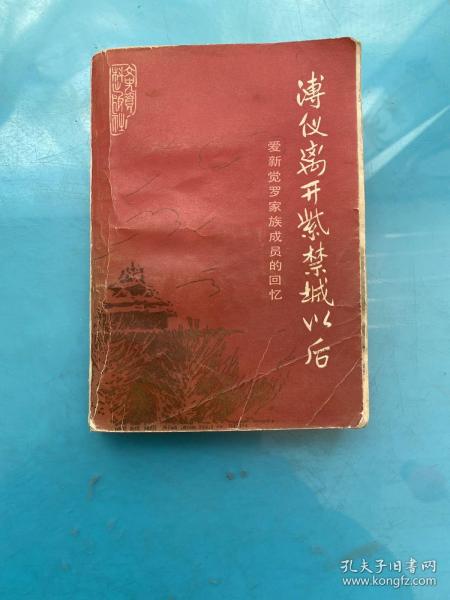 溥仪离开紫禁城以后
爱新觉罗家族成员的回忆
文史资料出版社
孔夫子旧书网
www.kongfz.com